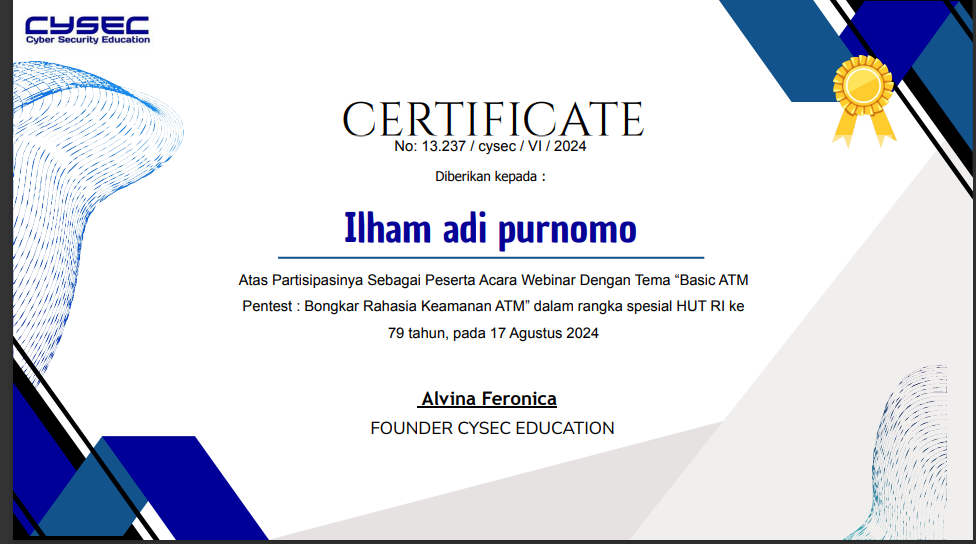 CYSEC
Cyber Security Education
CERTIFICATE
No: 13.237 / cysec / VI / 2024
Diberikan kepada :
Ilham adi purnomo
Atas Partisipasinya Sebagai Peserta Acara Webinar Dengan Tema “Basic ATM
Pentest : Bongkar Rahasia Keamanan ATM” dalam rangka spesial HUT RI ke
79 tahun, pada 17 Agustus 2024
Alvina Feronica
FOUNDER CYSEC EDUCATION